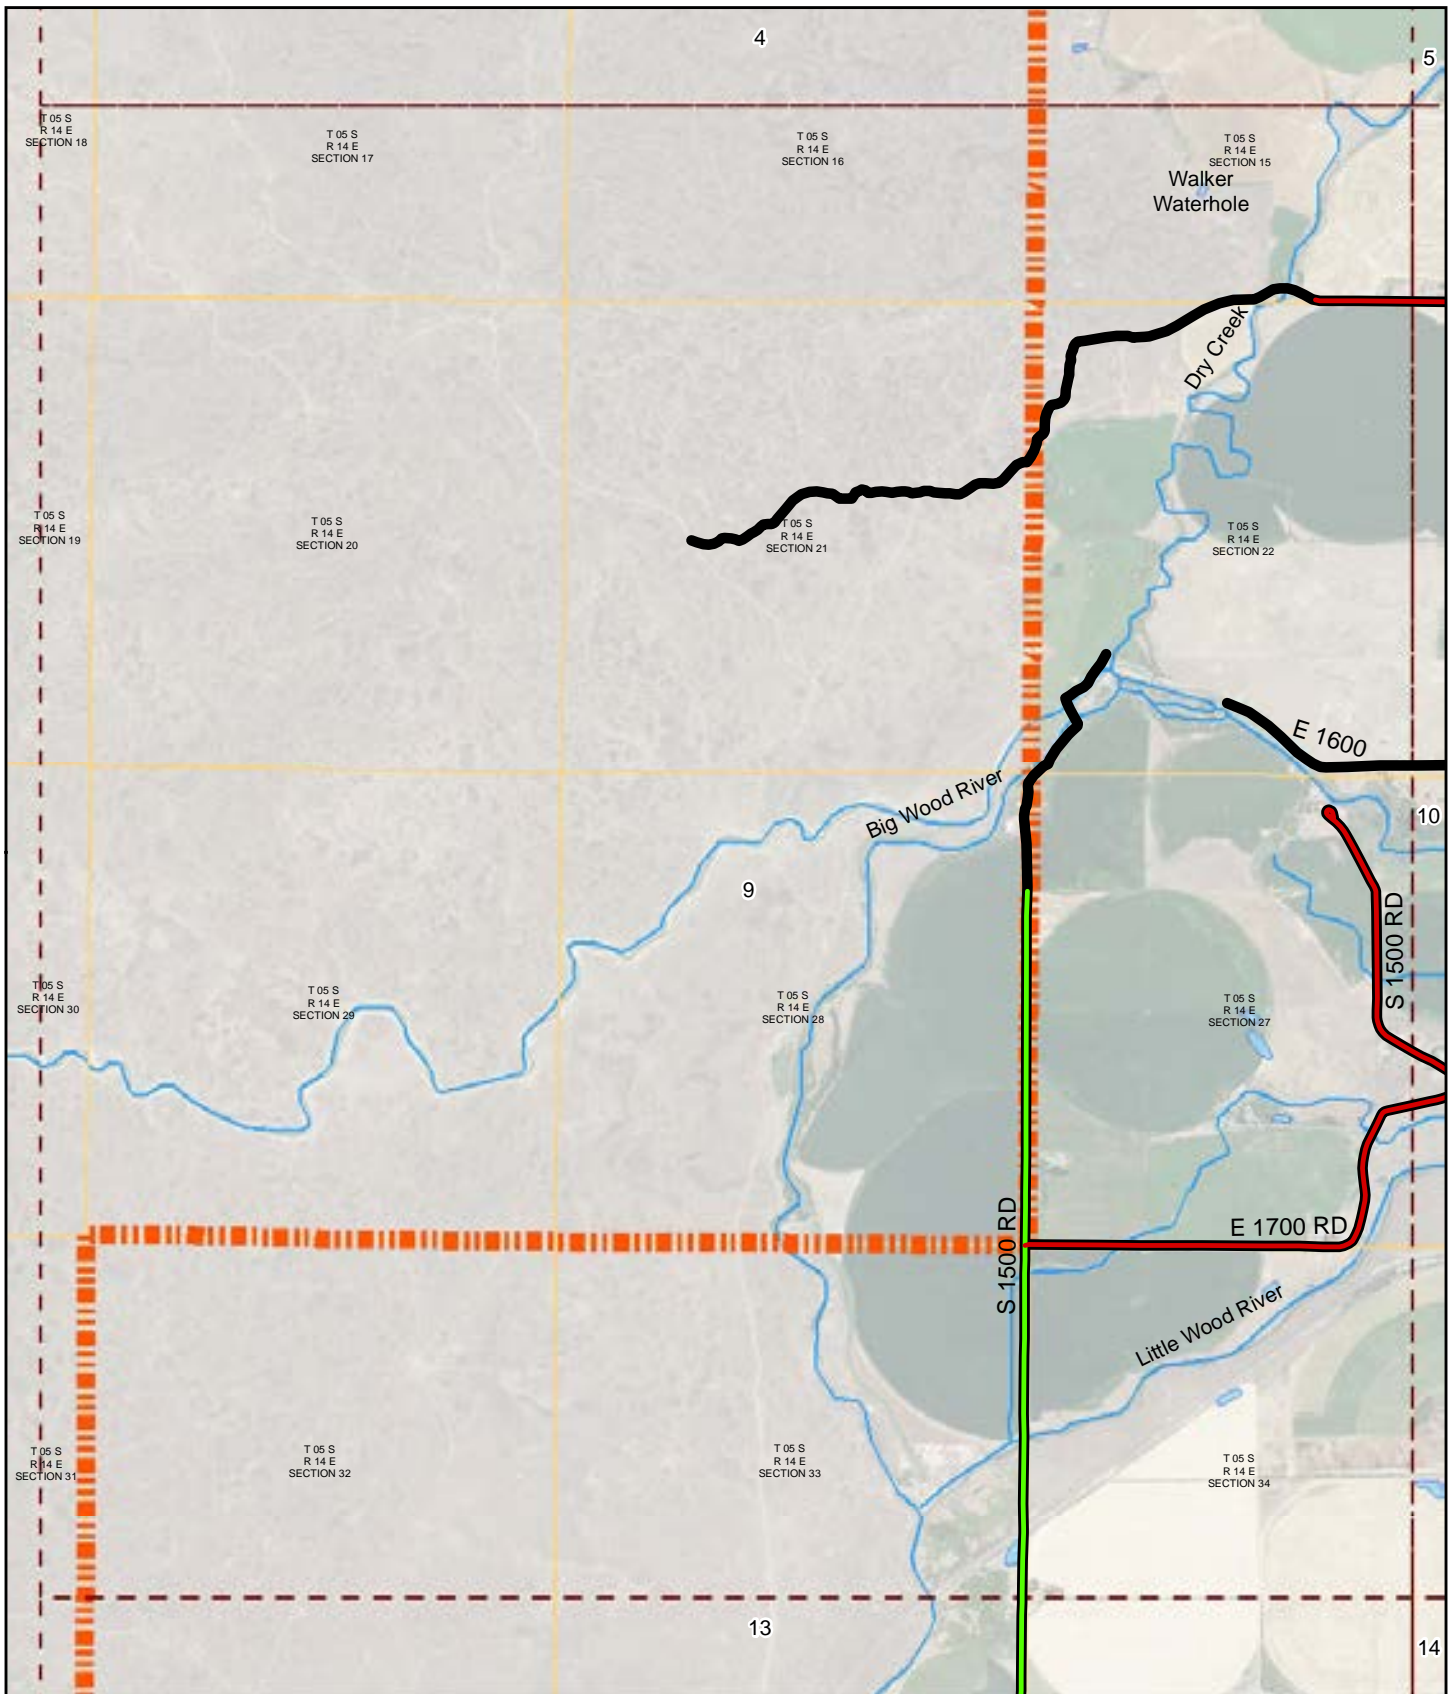 4
5
T 05 S
R 14 E
SECTION 18
T 05 S
R 14 E
SECTION 17
T 05 S
R 14 E
SECTION 16
T 05 S
R 14 E
SECTION 15
Walker
Waterhole
Dry Creek
T 05 S
R 14 E
SECTION 19
T 05 S
R 14 E
SECTION 20
T 05 S
R 14 E
SECTION 21
T 05 S
R 14 E
SECTION 22
E 1600
Big Wood River
10
9
S 1500 RD
T 05 S
R 14 E
SECTION 30
T 05 S
R 14 E
SECTION 29
T 05 S
R 14 E
SECTION 28
T 05 S
R 14 E
SECTION 27
S 1500 RD
E 1700 RD
Little Wood River
T 05 S
R 14 E
SECTION 31
T 05 S
R 14 E
SECTION 32
T 05 S
R 14 E
SECTION 33
T 05 S
R 14 E
SECTION 34
13
14